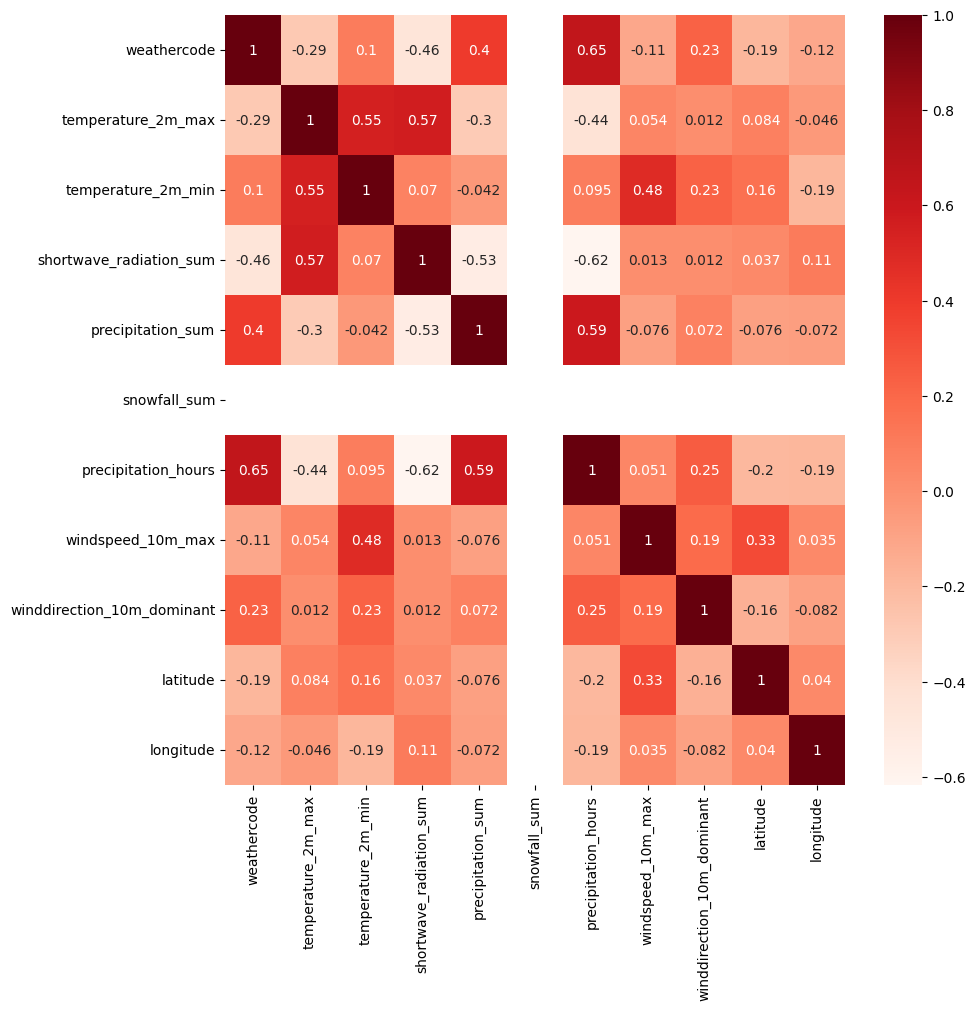 weathercode 1 -0.29 0.1 -0.46 0.4 0.65 -0.11 0.23 -0.19 -0.12
temperature_2m_max -0.29 1 0.55 0.57 -0.3 -0.44 0.054 0.012 0.084 -0.046
temperature_2m_min 0.1 0.55 1 0.07 -0.042 0.095 0.48 0.23 0.16 -0.19
shortwave_radiation_sum -0.46 0.57 0.07 1 -0.53 -0.62 0.013 0.012 0.037 0.11
precipitation_sum 0.4 -0.3 -0.042 -0.53 1 0.59 -0.076 0.072 -0.076 -0.072
snowfall_sum
precipitation_hours 0.65 -0.44 0.095 -0.62 0.59 1 0.051 0.25 -0.2 -0.19
windspeed_10m_max -0.11 0.054 0.48 0.013 -0.076 0.051 1 0.19 0.33 0.035
winddirection_10m_dominant 0.23 0.012 0.23 0.012 0.072 0.25 0.19 1 -0.16 -0.082
latitude -0.19 0.084 0.16 0.037 -0.076 -0.2 0.33 -0.16 1 0.04
longitude -0.12 -0.046 -0.19 0.11 -0.072 -0.19 0.035 -0.082 0.04 1
weathercode
temperature_2m_max
temperature_2m_min
shortwave_radiation_sum
precipitation_sum
snowfall_sum
precipitation_hours
windspeed_10m_max
winddirection_10m_dominant
latitude
longitude
1.0
0.8
0.6
0.4
0.2
0.0
−0.2
−0.4
−0.6